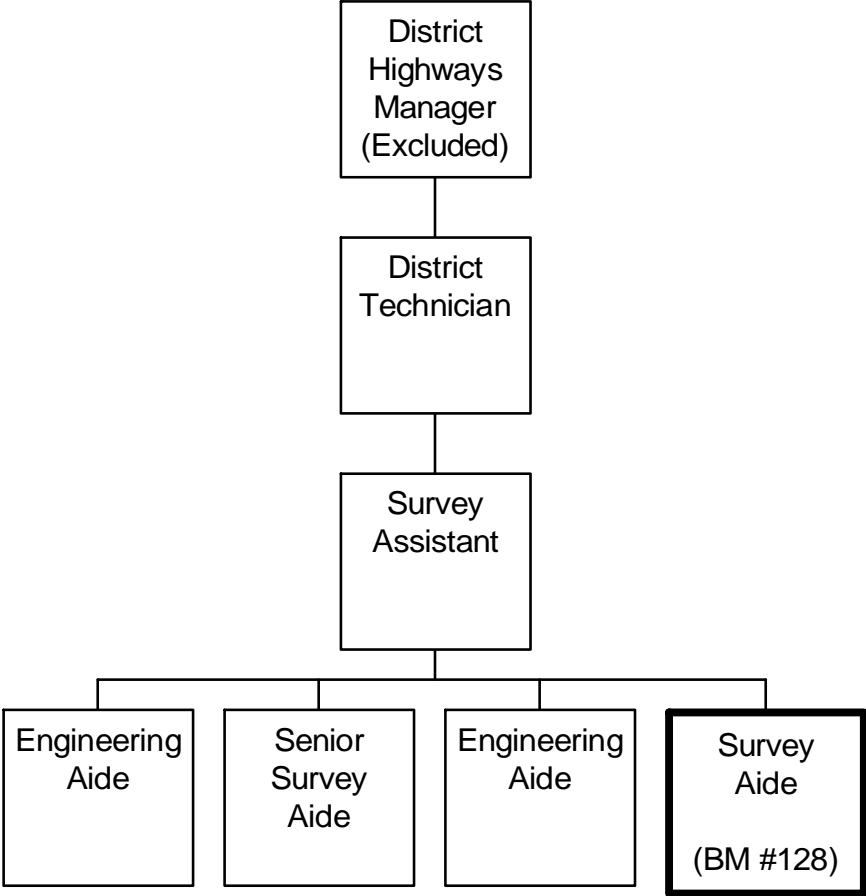 District
Highways
Manager
(Excluded)
District
Technician
Survey
Assistant
Engineering
Aide
Senior
Survey
Aide
Engineering
Aide
Survey
Aide
(BM #128)